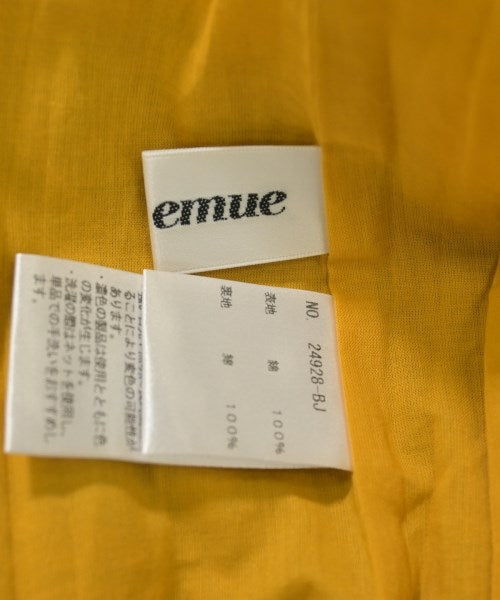 emue
NO 24928-BJ
表地 綿 100%
裏地 綿 100%
ることにより変色の可能性が
あります。
・濃色の製品は使用とともに色
の変化が生じます。
・洗濯の際はネットを使用し、
単品での手洗いをおすすめし
ます。